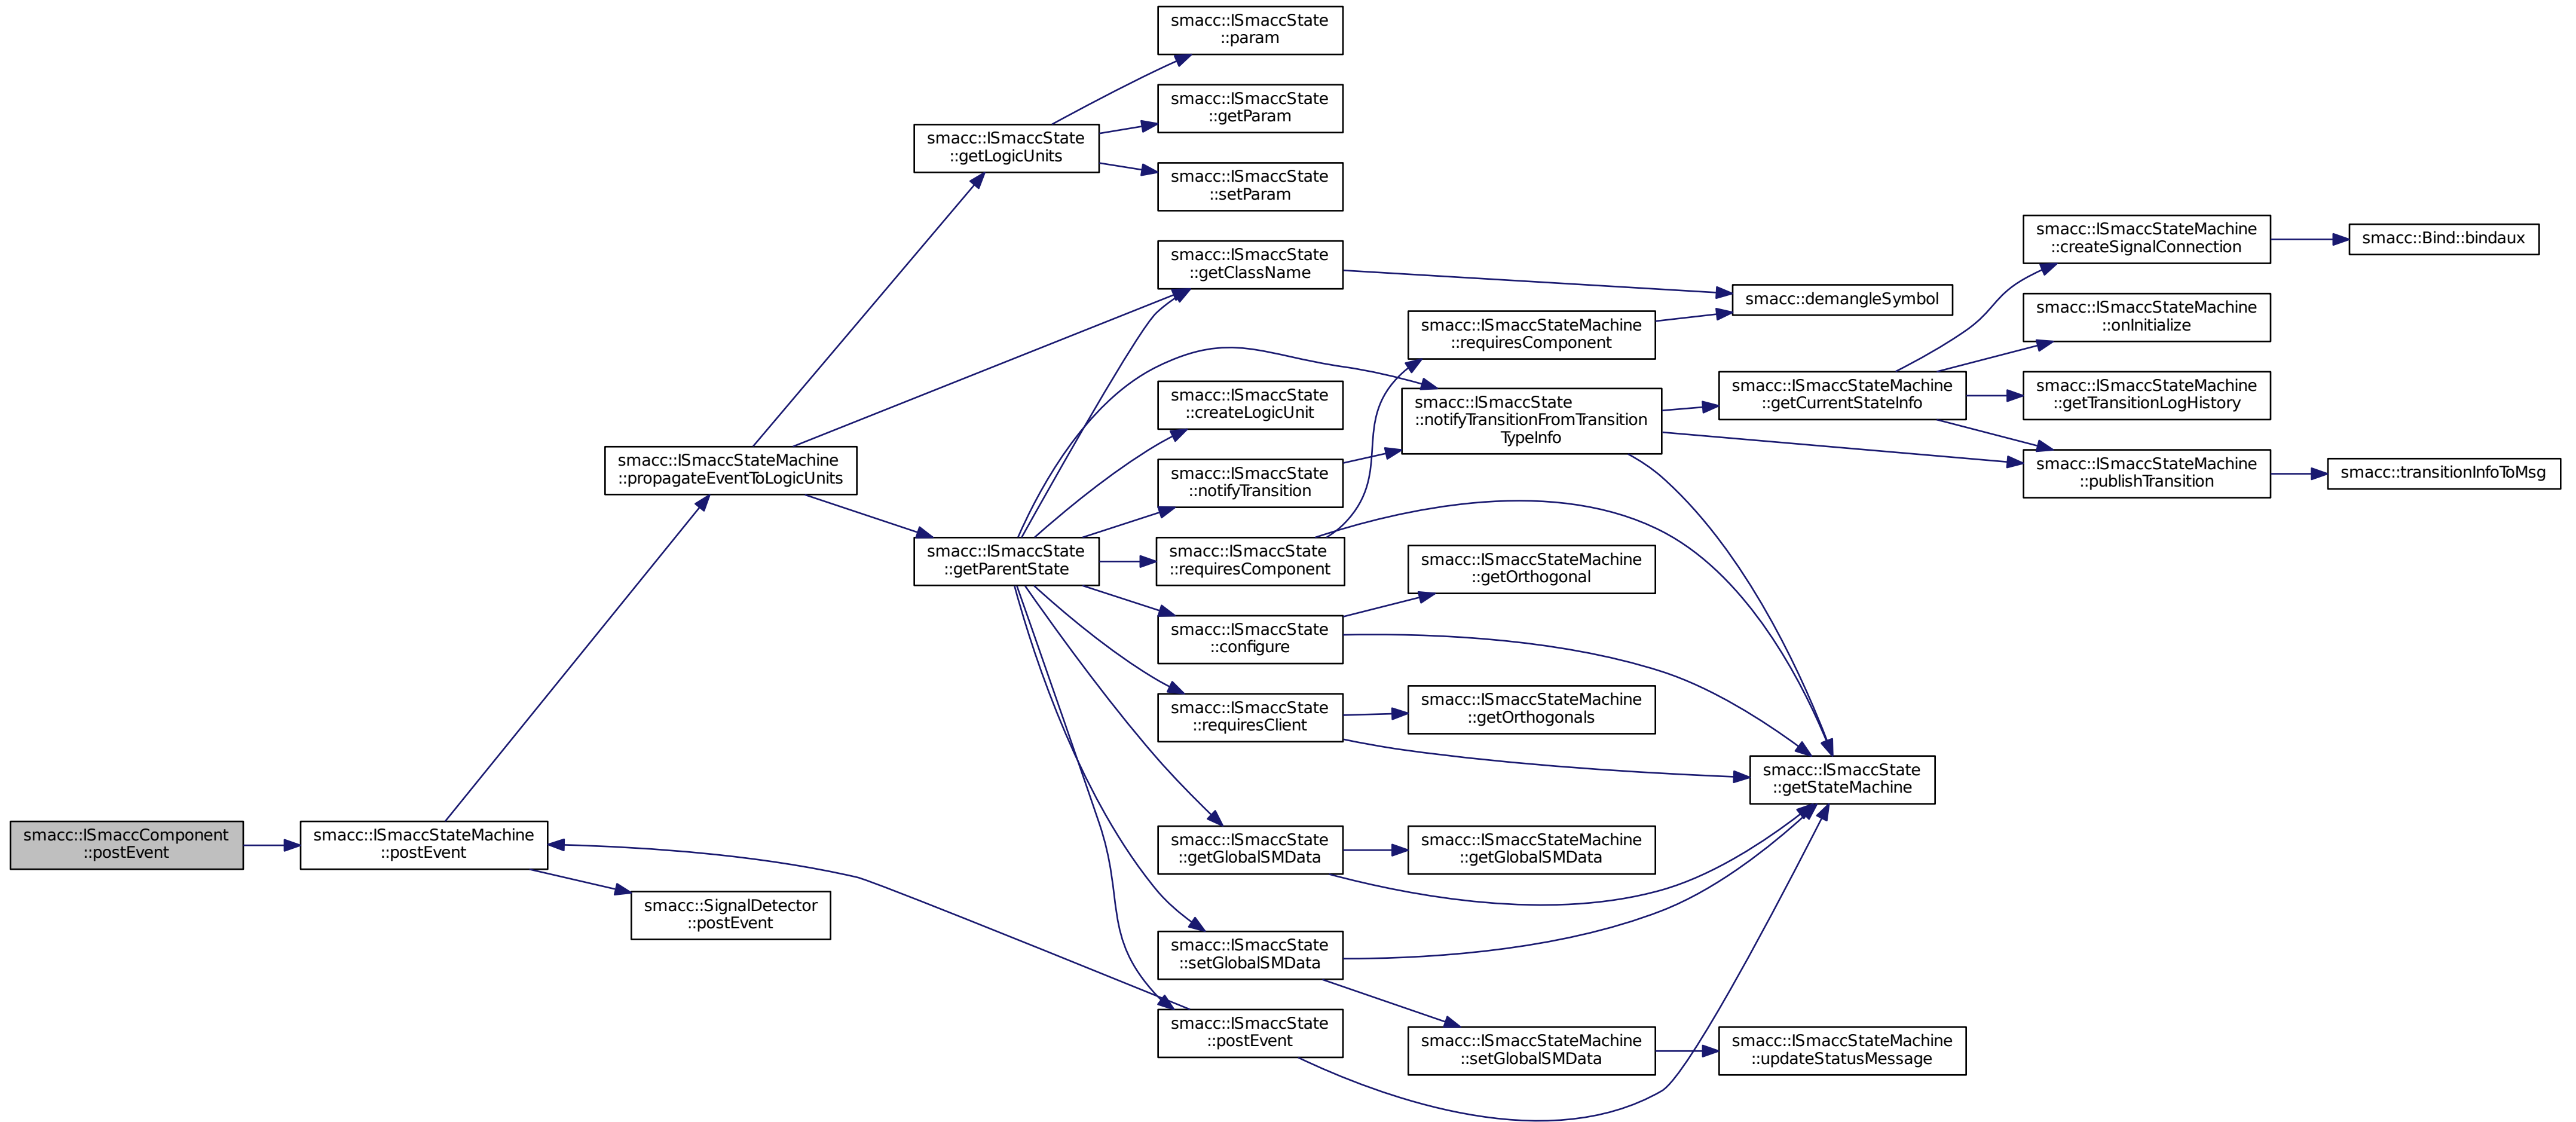 smacc::ISmaccState
::param
smacc::ISmaccState
::getParam
smacc::ISmaccState
::getLogicUnits
smacc::ISmaccState
::setParam
smacc::ISmaccStateMachine
::createSignalConnection
smacc::Bind::bindaux
smacc::ISmaccState
::getClassName
smacc::demangleSymbol
smacc::ISmaccStateMachine
::onInitialize
smacc::ISmaccStateMachine
::requiresComponent
smacc::ISmaccState
::createLogicUnit
smacc::ISmaccState
::notifyTransitionFromTransition
TypeInfo
smacc::ISmaccStateMachine
::getCurrentStateInfo
smacc::ISmaccStateMachine
::getTransitionLogHistory
smacc::ISmaccStateMachine
::propagateEventToLogicUnits
smacc::ISmaccState
::notifyTransition
smacc::ISmaccStateMachine
::publishTransition
smacc::transitionInfoToMsg
smacc::ISmaccState
::getParentState
smacc::ISmaccState
::requiresComponent
smacc::ISmaccStateMachine
::getOrthogonal
smacc::ISmaccState
::configure
smacc::ISmaccState
::requiresClient
smacc::ISmaccStateMachine
::getOrthogonals
smacc::ISmaccState
::getStateMachine
smacc::ISmaccComponent
::postEvent
smacc::ISmaccStateMachine
::postEvent
smacc::ISmaccState
::getGlobalSMData
smacc::ISmaccStateMachine
::getGlobalSMData
smacc::SignalDetector
::postEvent
smacc::ISmaccState
::setGlobalSMData
smacc::ISmaccState
::postEvent
smacc::ISmaccStateMachine
::setGlobalSMData
smacc::ISmaccStateMachine
::updateStatusMessage